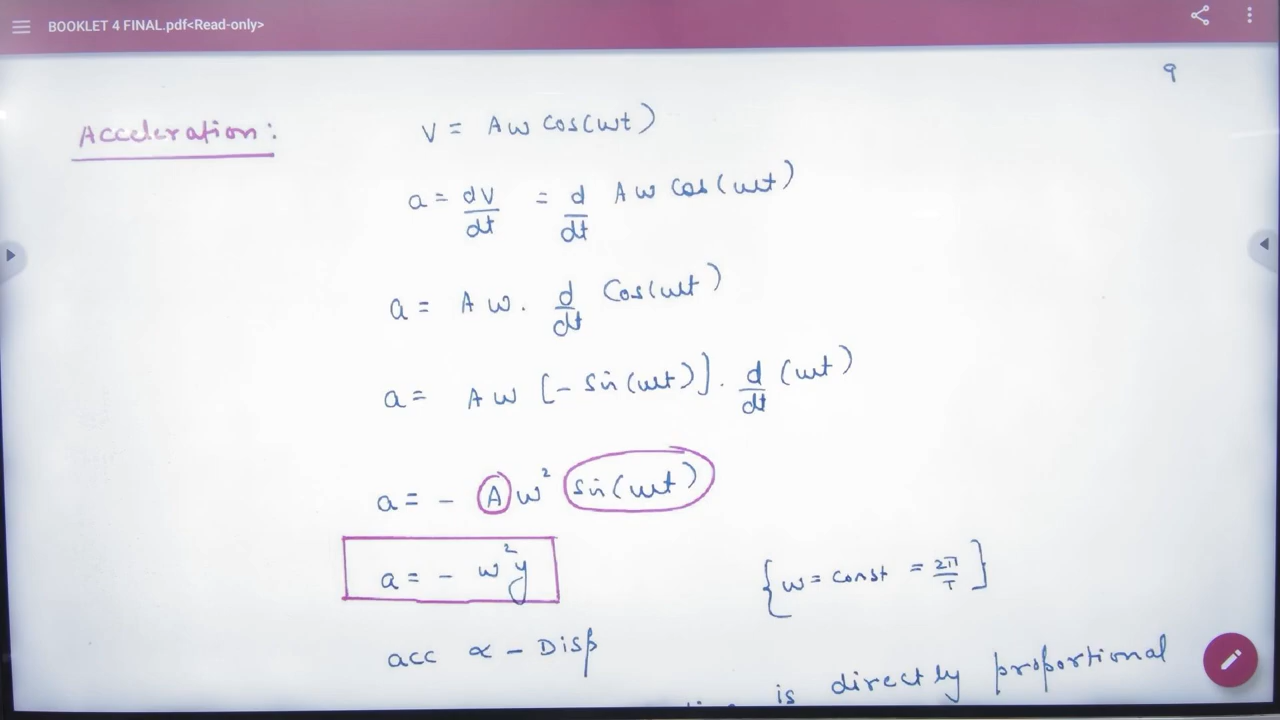 BOOKLET 4 FINAL.pdf<Read-only>
9
Acceleration:
V = Aω Cos(ωt)
a = dV/dt = d/dt Aω Cos(ωt)
a = Aω. d/dt Cos(ωt)
a = Aω [- Sin(ωt)]. d/dt (ωt)
a = - Aω² Sin(ωt)
a = - ω²y
{ω = Const = 2π/T}
acc ∝ - Disp
is directly proportional